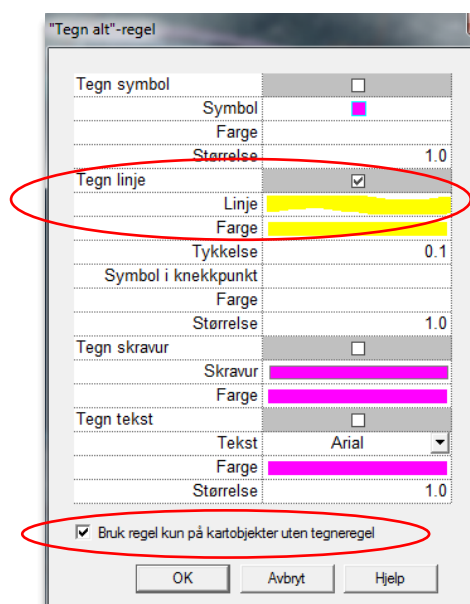 "Tegn alt"-regel
Tegn symbol
Symbol
Farge
Størrelse 1.0
Tegn linje
Linje
Farge
Tykkelse 0.1
Symbol i knekkpunkt
Farge
Størrelse 1.0
Tegn skravur
Skravur
Farge
Tegn tekst
Tekst Arial
Farge
Størrelse 1.0
Bruk regel kun på kartobjekter uten tegneregel
OK Avbryt Hjelp